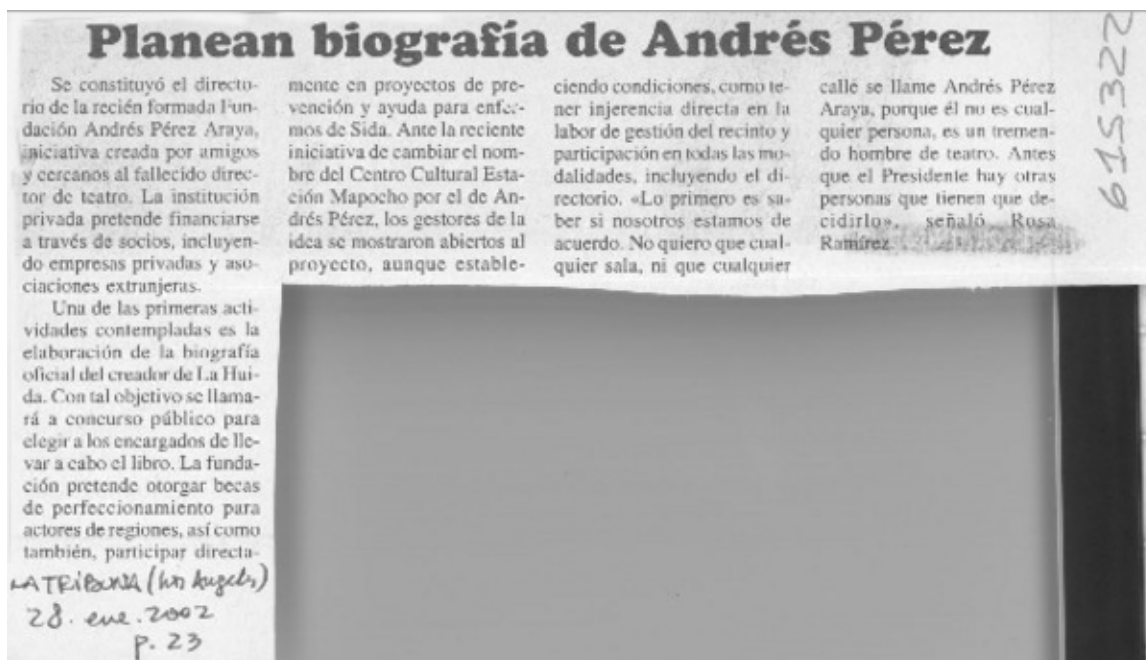 Planean biografía de Andrés Pérez
Se constituyó el directo-
rio de la recién formada Fun-
dación Andrés Pérez Araya,
iniciativa creada por amigos
y cercanos al fallecido direc-
tor de teatro. La institución
privada pretende financiarse
a través de socios, incluyen-
do empresas privadas y aso-
ciaciones extranjeras.
Una de las primeras acti-
vidades contempladas es la
elaboración de la biografía
oficial del creador de La Hui-
da. Con tal objetivo se llama-
rá a concurso público para
elegir a los encargados de lle-
var a cabo el libro. La funda-
ción pretende otorgar becas
de perfeccionamiento para
actores de regiones, así como
también, participar directa-
mente en proyectos de pre-
vención y ayuda para enfer-
mos de Sida. Ante la reciente
iniciativa de cambiar el nom-
bre del Centro Cultural Esta-
ción Mapocho por el de An-
drés Pérez, los gestores de la
idea se mostraron abiertos al
proyecto, aunque estable-
ciendo condiciones, como te-
ner injerencia directa en la
labor de gestión del recinto y
participación en todas las mo-
dalidades, incluyendo el di-
rectorio. «Lo primero es sa-
ber si nosotros estamos de
acuerdo. No quiero que cual-
quier sala, ni que cualquier
calle se llame Andrés Pérez
Araya, porque él no es cual-
quier persona, es un tremen-
do hombre de teatro. Antes
que el Presidente hay otras
personas que tienen que de-
cidirlo», señaló Rosa
Ramírez
615322
LA TRIBUNA (Los Angeles)
28. ene. 2002
p. 23